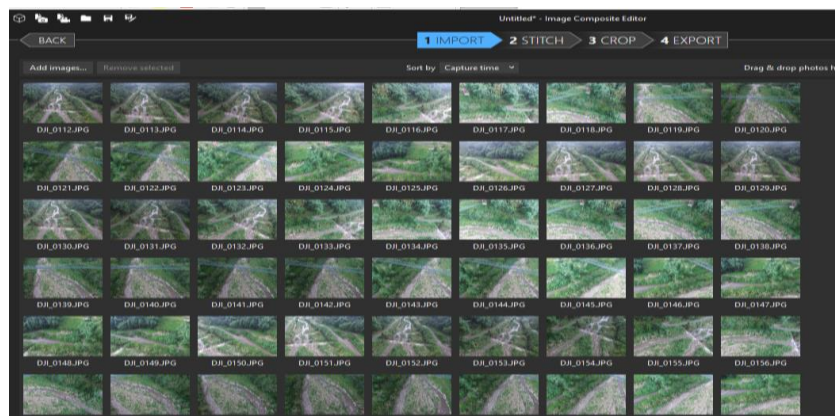 Untitled* - Image Composite Editor
BACK
1 IMPORT 2 STITCH 3 CROP 4 EXPORT
Add images... Remove selected Sort by Capture time Drag & drop photos h
DJI_0112.JPG DJI_0113.JPG DJI_0114.JPG DJI_0115.JPG DJI_0116.JPG DJI_0117.JPG DJI_0118.JPG DJI_0119.JPG DJI_0120.JPG
DJI_0121.JPG DJI_0122.JPG DJI_0123.JPG DJI_0124.JPG DJI_0125.JPG DJI_0126.JPG DJI_0127.JPG DJI_0128.JPG DJI_0129.JPG
DJI_0130.JPG DJI_0131.JPG DJI_0132.JPG DJI_0133.JPG DJI_0134.JPG DJI_0135.JPG DJI_0136.JPG DJI_0137.JPG DJI_0138.JPG
DJI_0139.JPG DJI_0140.JPG DJI_0141.JPG DJI_0142.JPG DJI_0143.JPG DJI_0144.JPG DJI_0145.JPG DJI_0146.JPG DJI_0147.JPG
DJI_0148.JPG DJI_0149.JPG DJI_0150.JPG DJI_0151.JPG DJI_0152.JPG DJI_0153.JPG DJI_0154.JPG DJI_0155.JPG DJI_0156.JPG